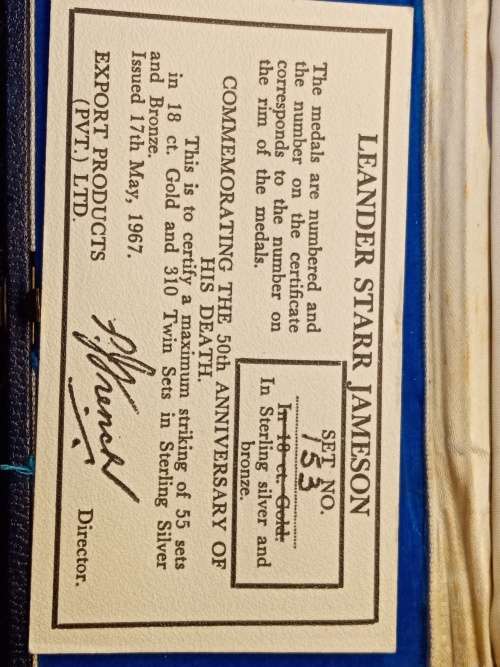 LEANDER STARR JAMESON
The medals are numbered and
the number on the certificate
corresponds to the number on
the rim of the medals.
SET NO.
153
In 18 ct. Gold.
In Sterling silver and
bronze.
COMMEMORATING THE 50th ANNIVERSARY OF
HIS DEATH.
This is to certify a maximum striking of 55 sets
in 18 ct. Gold and 310 Twin Sets in Sterling Silver
and Bronze.
Issued 17th May, 1967.
EXPORT PRODUCTS
(PVT.) LTD.
Director.